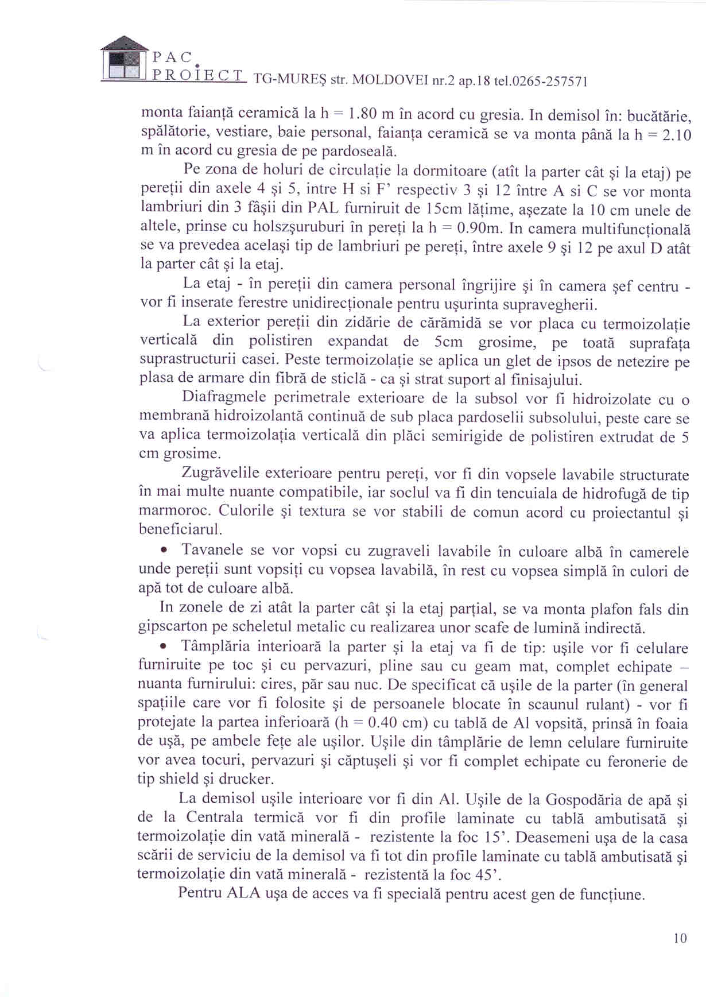 PAC
PROIECT TG-MUREŞ str. MOLDOVEI nr.2 ap.18 tel.0265-257571
monta faianţă ceramică la h = 1.80 m în acord cu gresia. In demisol în: bucătărie,
spălătorie, vestiare, baie personal, faianţa ceramică se va monta până la h = 2.10
m în acord cu gresia de pe pardoseală.
Pe zona de holuri de circulaţie la dormitoare (atît la parter cât şi la etaj) pe
pereţii din axele 4 şi 5, intre H si F’ respectiv 3 şi 12 între A si C se vor monta
lambriuri din 3 fâşii din PAL furniruit de 15cm lăţime, aşezate la 10 cm unele de
altele, prinse cu holszşuruburi în pereţi la h = 0.90m. In camera multifuncţională
se va prevedea acelaşi tip de lambriuri pe pereţi, între axele 9 şi 12 pe axul D atât
la parter cât şi la etaj.
La etaj - în pereţii din camera personal îngrijire şi în camera şef centru -
vor fi inserate ferestre unidirecţionale pentru uşurinta supravegherii.
La exterior pereţii din zidărie de cărămidă se vor placa cu termoizolaţie
verticală din polistiren expandat de 5cm grosime, pe toată suprafaţa
suprastructurii casei. Peste termoizolaţie se aplica un glet de ipsos de netezire pe
plasa de armare din fibră de sticlă - ca şi strat suport al finisajului.
Diafragmele perimetrale exterioare de la subsol vor fi hidroizolate cu o
membrană hidroizolantă continuă de sub placa pardoselii subsolului, peste care se
va aplica termoizolaţia verticală din plăci semirigide de polistiren extrudat de 5
cm grosime.
Zugrăvelile exterioare pentru pereţi, vor fi din vopsele lavabile structurate
în mai multe nuante compatibile, iar soclul va fi din tencuiala de hidrofugă de tip
marmoroc. Culorile şi textura se vor stabili de comun acord cu proiectantul şi
beneficiarul.
• Tavanele se vor vopsi cu zugraveli lavabile în culoare albă în camerele
unde pereţii sunt vopsiţi cu vopsea lavabilă, în rest cu vopsea simplă în culori de
apă tot de culoare albă.
In zonele de zi atât la parter cât şi la etaj parţial, se va monta plafon fals din
gipscarton pe scheletul metalic cu realizarea unor scafe de lumină indirectă.
• Tâmplăria interioară la parter şi la etaj va fi de tip: uşile vor fi celulare
furniruite pe toc şi cu pervazuri, pline sau cu geam mat, complet echipate –
nuanta furnirului: cires, păr sau nuc. De specificat că uşile de la parter (în general
spaţiile care vor fi folosite şi de persoanele blocate în scaunul rulant) - vor fi
protejate la partea inferioară (h = 0.40 cm) cu tablă de Al vopsită, prinsă în foaia
de uşă, pe ambele feţe ale uşilor. Uşile din tâmplărie de lemn celulare furniruite
vor avea tocuri, pervazuri şi căptuşeli şi vor fi complet echipate cu feronerie de
tip shield şi drucker.
La demisol uşile interioare vor fi din Al. Uşile de la Gospodăria de apă şi
de la Centrala termică vor fi din profile laminate cu tablă ambutisată şi
termoizolaţie din vată minerală - rezistente la foc 15’. Deasemeni uşa de la casa
scării de serviciu de la demisol va fi tot din profile laminate cu tablă ambutisată şi
termoizolaţie din vată minerală - rezistentă la foc 45’.
Pentru ALA uşa de acces va fi specială pentru acest gen de funcţiune.
10